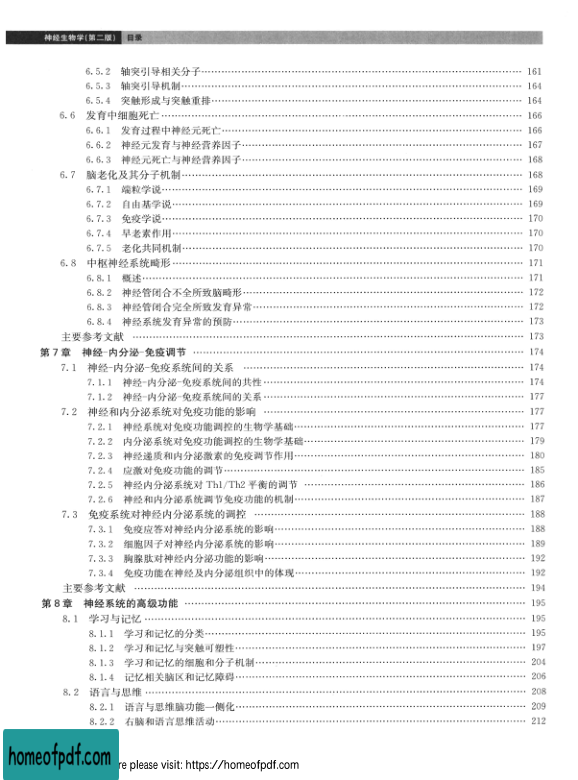 神经生物学(第二版) 目录
6.5.2 轴突引导相关分子 161
6.5.3 轴突引导机制 164
6.5.4 突触形成与突触重排 164
6.6 发育中细胞死亡 166
6.6.1 发育过程中神经元死亡 166
6.6.2 神经元发育与神经营养因子 167
6.6.3 神经元死亡与神经营养因子 168
6.7 脑老化及其分子机制 168
6.7.1 端粒学说 169
6.7.2 自由基学说 169
6.7.3 免疫学说 170
6.7.4 早老素作用 170
6.7.5 老化共同机制 170
6.8 中枢神经系统畸形 171
6.8.1 概述 171
6.8.2 神经管闭合不全所致脑畸形 172
6.8.3 神经管闭合完全所致发育异常 172
6.8.4 神经系统发育异常的预防 173
主要参考文献 173
第7章 神经-内分泌-免疫调节 174
7.1 神经-内分泌-免疫系统间的关系 174
7.1.1 神经-内分泌-免疫系统间的共性 174
7.1.2 神经-内分泌-免疫系统间的关系 177
7.2 神经和内分泌系统对免疫功能的影响 177
7.2.1 神经系统对免疫功能调控的生物学基础 177
7.2.2 内分泌系统对免疫功能调控的生物学基础 179
7.2.3 神经递质和内分泌激素的免疫调节作用 180
7.2.4 应激对免疫功能的调节 185
7.2.5 神经内分泌系统对 Th1/Th2 平衡的调节 186
7.2.6 神经和内分泌系统调节免疫功能的机制 187
7.3 免疫系统对神经内分泌系统的调控 188
7.3.1 免疫应答对神经内分泌系统的影响 188
7.3.2 细胞因子对神经内分泌系统的影响 189
7.3.3 胸腺肽对神经内分泌功能的影响 192
7.3.4 免疫功能在神经及内分泌组织中的体现 192
主要参考文献 194
第8章 神经系统的高级功能 195
8.1 学习与记忆 195
8.1.1 学习和记忆的分类 195
8.1.2 学习和记忆与突触可塑性 197
8.1.3 学习和记忆的细胞和分子机制 204
8.1.4 记忆相关脑区和记忆障碍 206
8.2 语言与思维 208
8.2.1 语言与思维脑功能一侧化 209
8.2.2 右脑和语言思维活动 212
homeofpdf.com
re please visit: https://homeofpdf.com